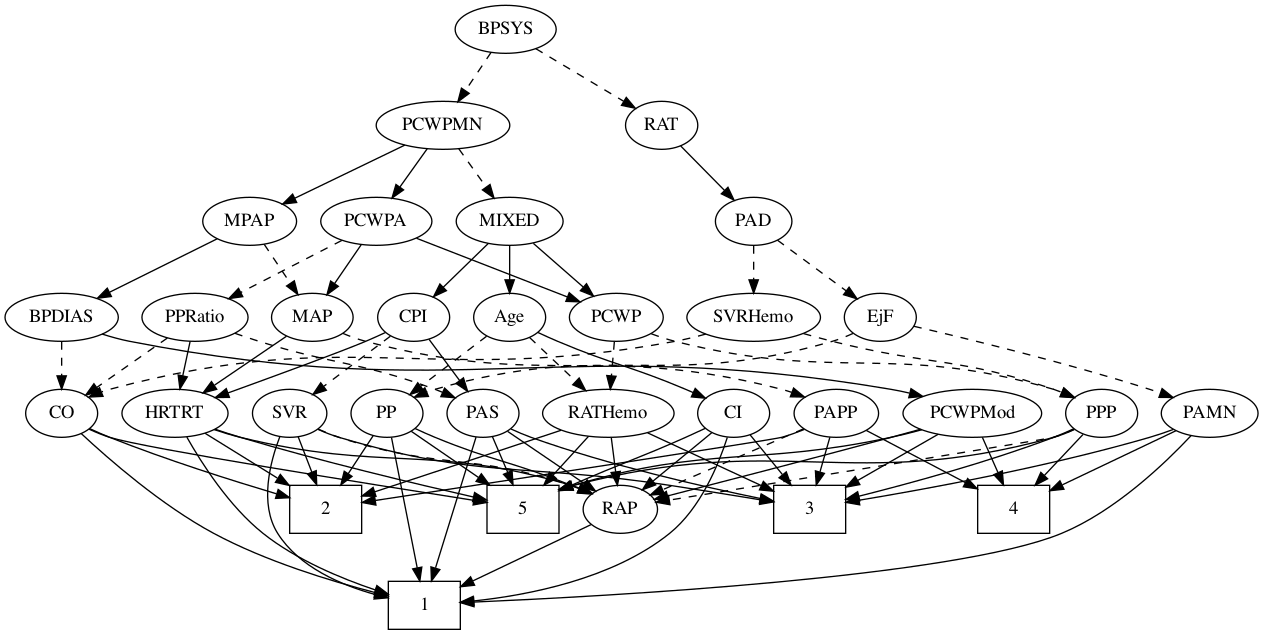 BPSYS
PCWPMN RAT
MPAP PCWPA MIXED PAD
BPDIAS PPRatio MAP CPI Age PCWP SVRHemo EjF
CO HRTRT SVR PP PAS RATHemo CI PAPP PCWPMod PPP PAMN
2 5 RAP 3 4
1